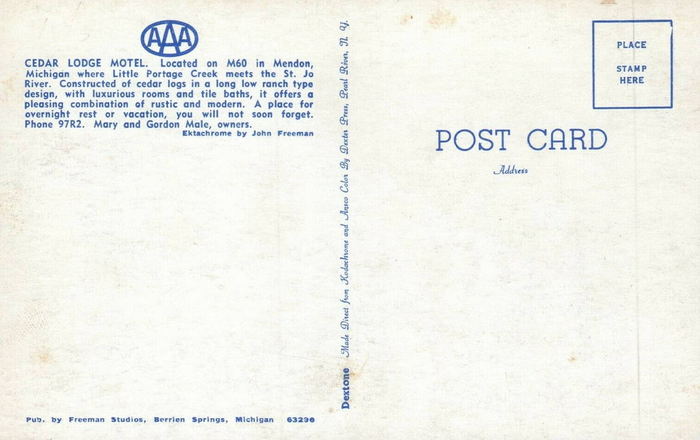 AAA
CEDAR LODGE MOTEL. Located on M60 in Mendon,
Michigan where Little Portage Creek meets the St. Jo
River. Constructed of cedar logs in a long low ranch type
design, with luxurious rooms and tile baths, it offers a
pleasing combination of rustic and modern. A place for
overnight rest or vacation, you will not soon forget.
Phone 97R2. Mary and Gordon Male, owners.
Ektachrome by John Freeman
Pub. by Freeman Studios, Berrien Springs, Michigan 63296
Dextone Made Direct from Kodachrome and Ansco Color By Dexter Press, Pearl River, N. Y.
POST CARD
Address
PLACE
STAMP
HERE